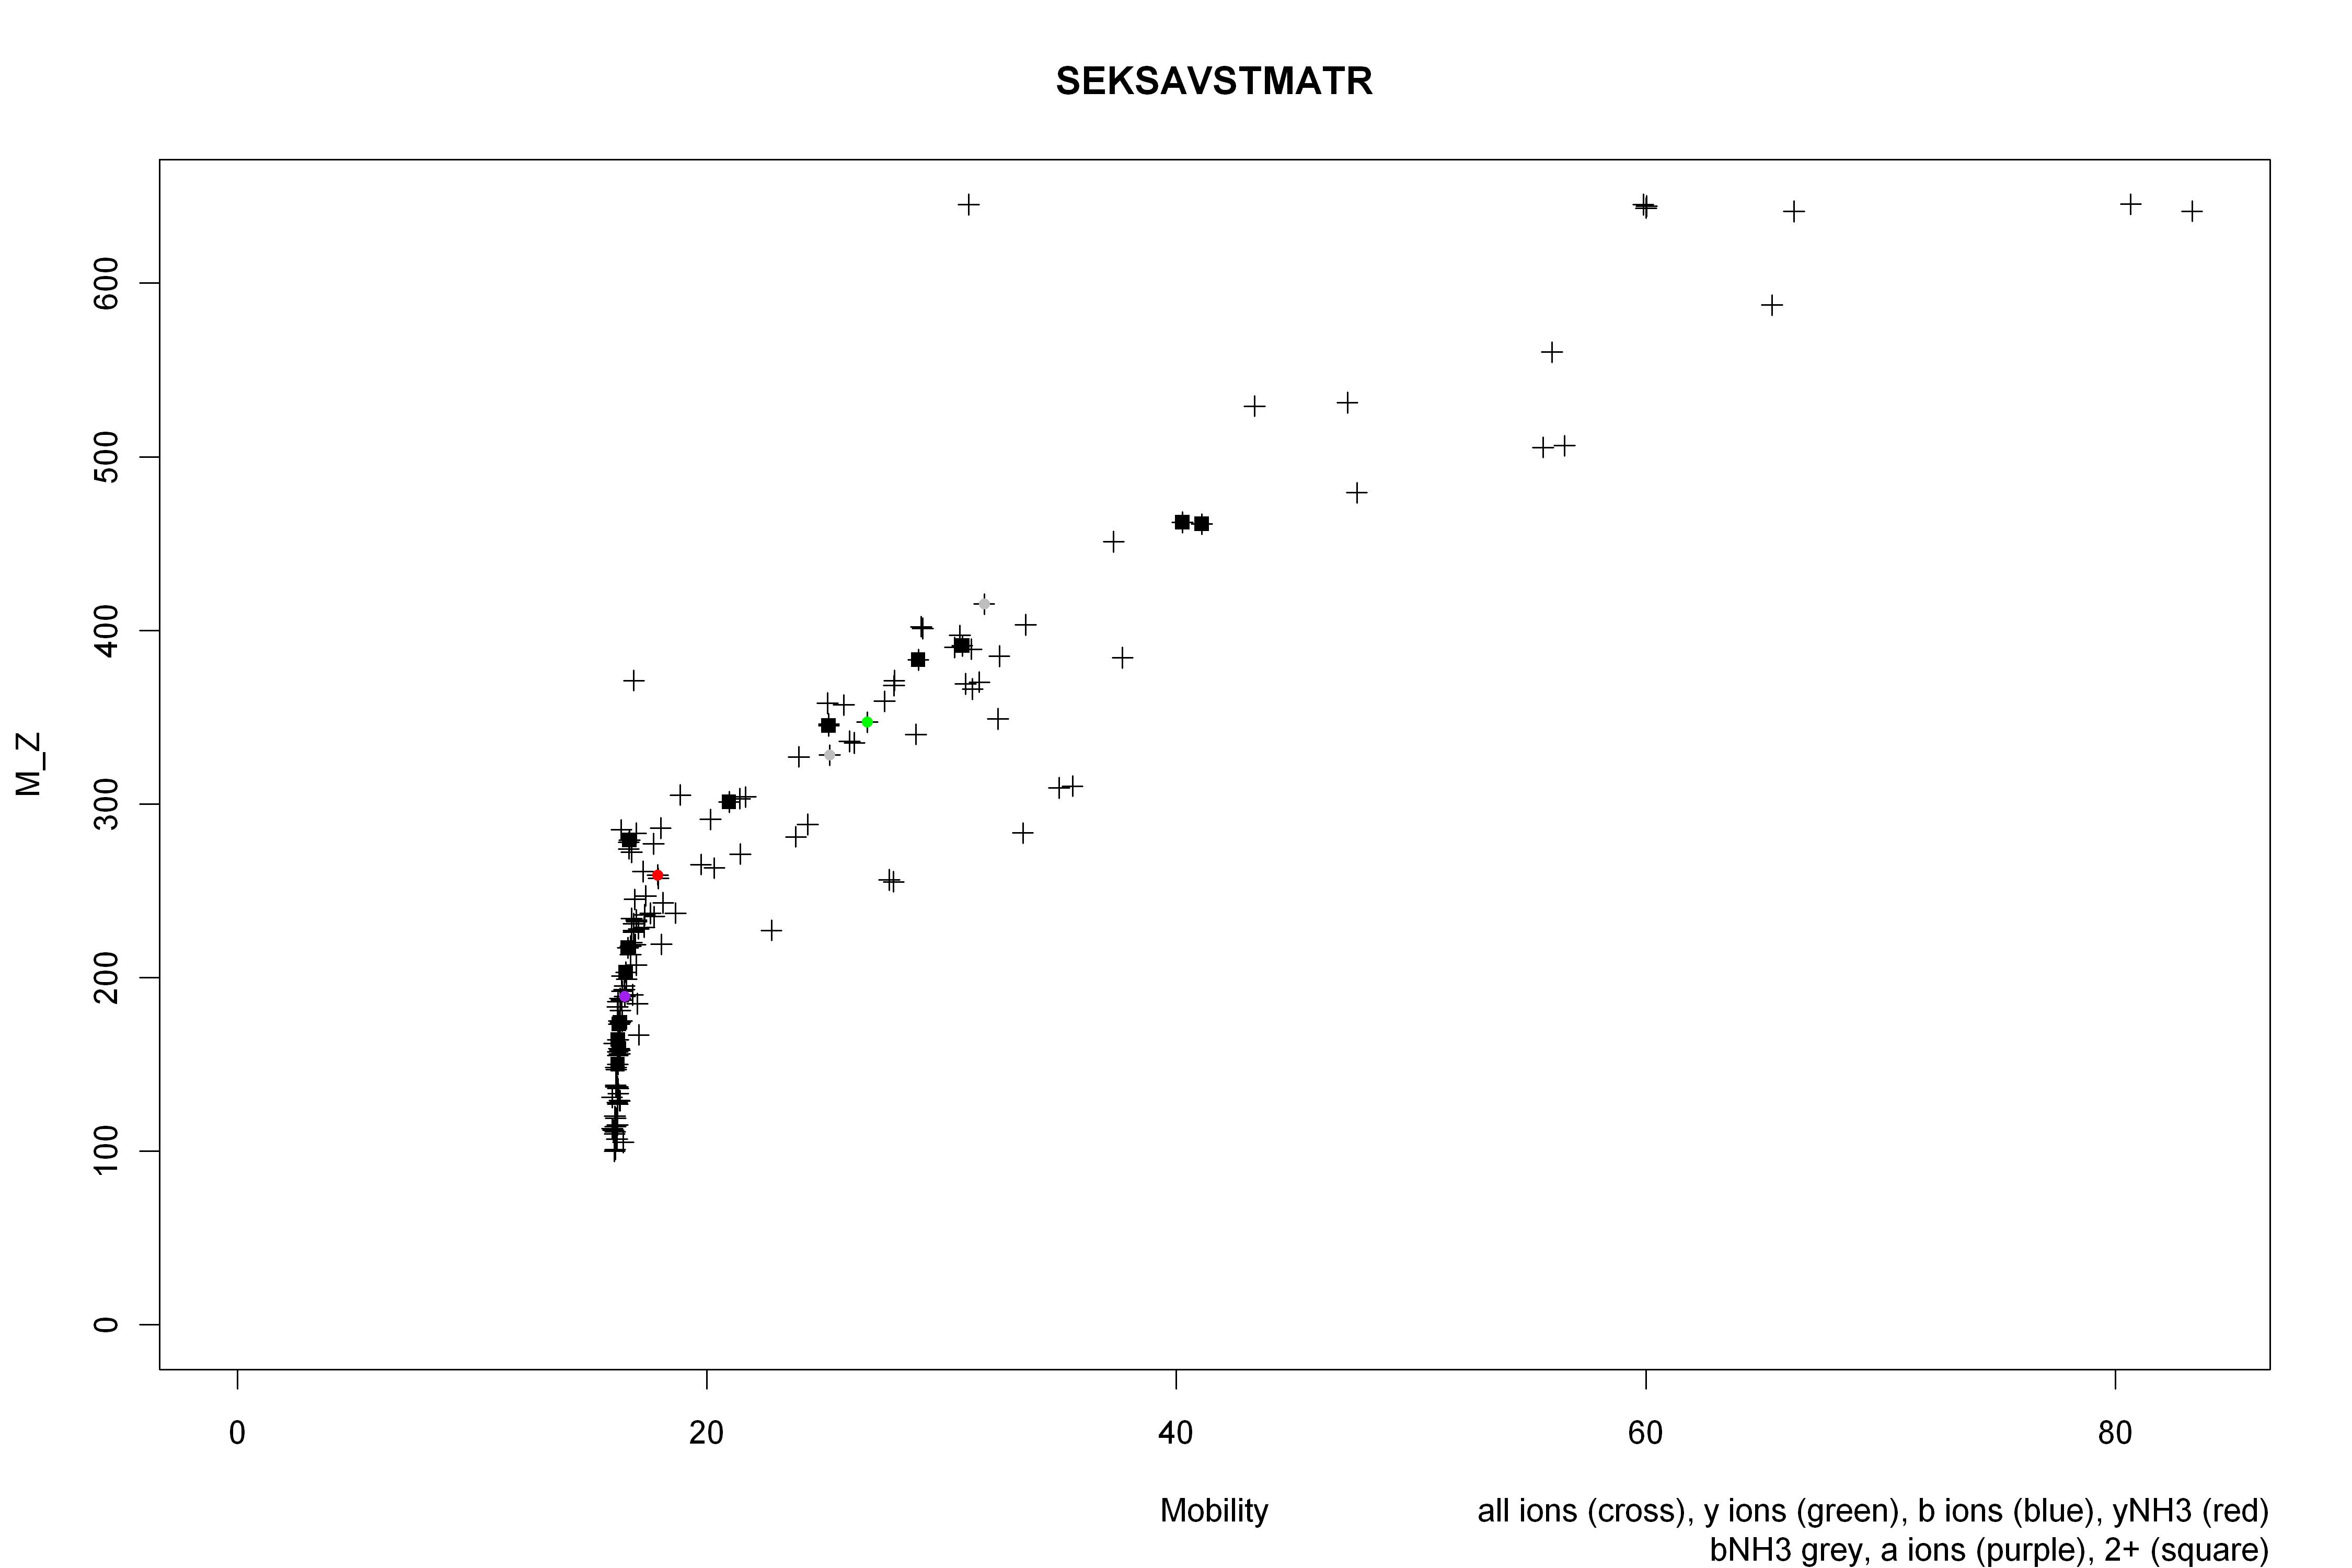 SEKSAVSTMATR
600
500
400
300
200
100
0
M_Z
0 20 40 60 80
Mobility
all ions (cross), y ions (green), b ions (blue), yNH3 (red)
bNH3 grey, a ions (purple), 2+ (square)